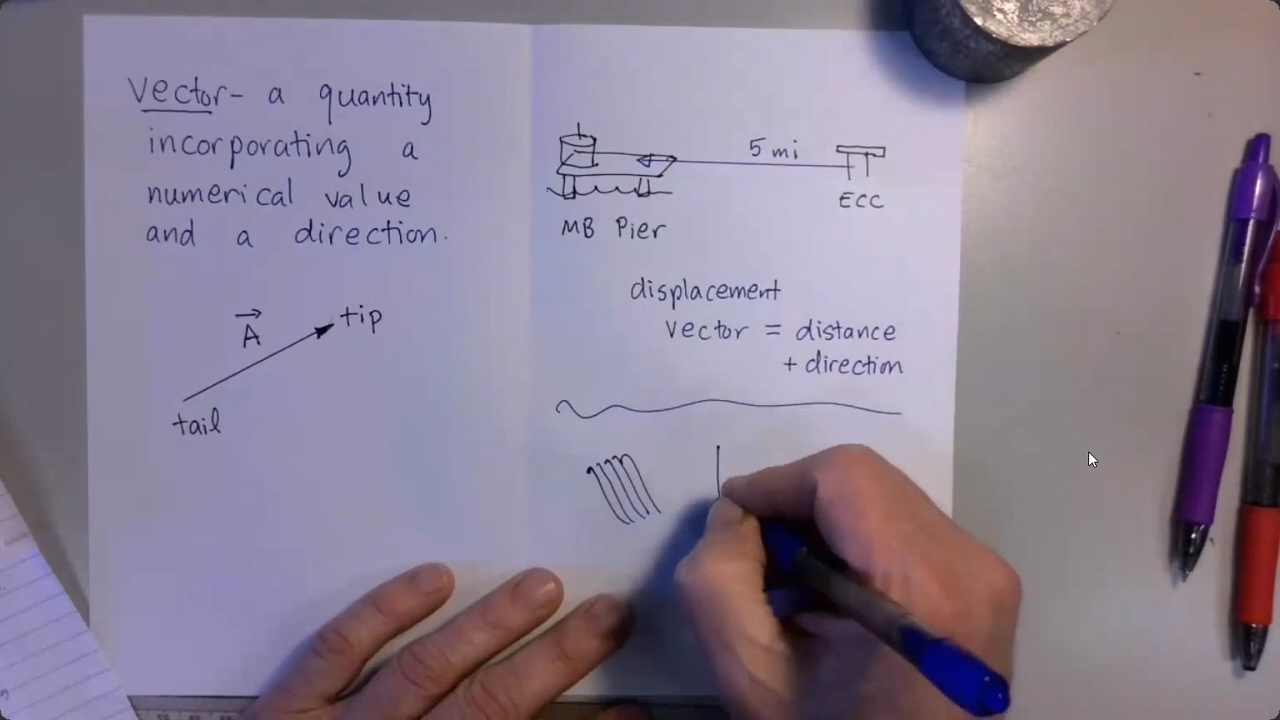 vector- a quantity
incorporating a
numerical value
and a direction.
A
tip
tail
5 mi
ECC
MB Pier
displacement
vector = distance
+ direction